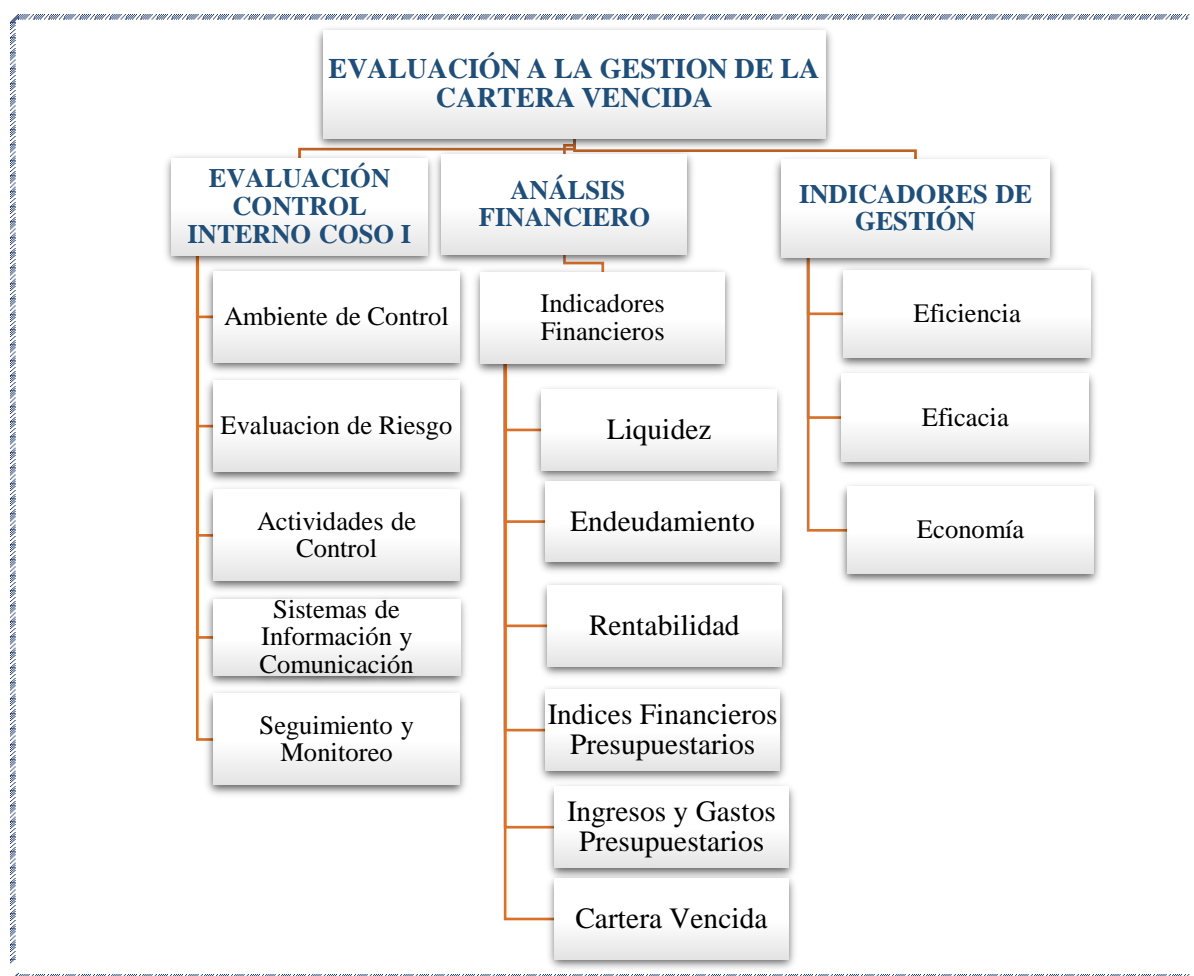 EVALUACIÓN A LA GESTION DE LA
CARTERA VENCIDA
EVALUACIÓN
CONTROL
INTERNO COSO I
Ambiente de Control
Evaluacion de Riesgo
Actividades de
Control
Sistemas de
Información y
Comunicación
Seguimiento y
Monitoreo
ANÁLSIS
FINANCIERO
Indicadores
Financieros
Liquidez
Endeudamiento
Rentabilidad
Indices Financieros
Presupuestarios
Ingresos y Gastos
Presupuestarios
Cartera Vencida
INDICADORES DE
GESTIÓN
Eficiencia
Eficacia
Economía